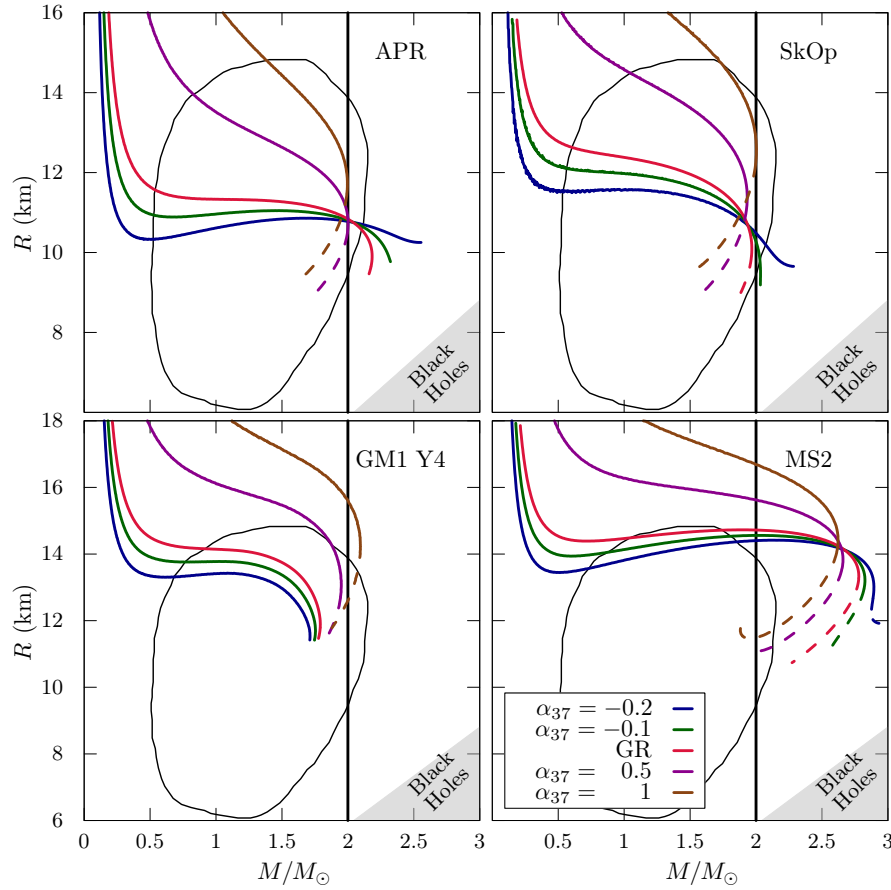 16
14
12
10
8
R (km)
APR
Black
Holes
SkOp
Black
Holes
18
16
14
12
10
8
6
R (km)
GM1 Y4
Black
Holes
MS2
α₃₇ = −0.2
α₃₇ = −0.1
GR
α₃₇ = 0.5
α₃₇ = 1
Black
Holes
0 0.5 1 1.5 2 2.5 3
0.5 1 1.5 2 2.5 3
M/M⊙
M/M⊙